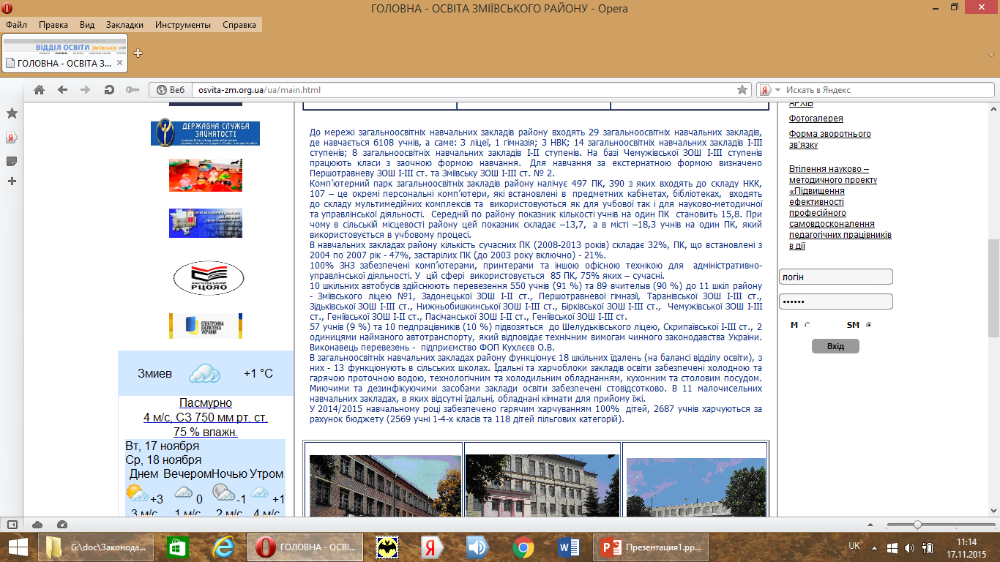 ГОЛОВНА - ОСВІТА ЗМІЇВСЬКОГО РАЙОНУ - Opera
Файл Правка Вид Закладки Инструменты Справка
ВІДДІЛ ОСВІТИ Зміївської рай
ГОЛОВНА - ОСВІТА З...
Веб osvita-zm.org.ua/ua/main.html
Искать в Яндекс
ДЕРЖАВНА СЛУЖБА
ЗАЙНЯТОСТІ
ХАРКІВСЬКИЙ
РЦОЯО
ЕЛЕКТРОННА
БІБЛІОТЕКА
УКРАЇНИ
Змиев +1 °C
Пасмурно
4 м/с, СЗ 750 мм рт. ст.
75 % влажн.
Вт, 17 ноября
Ср, 18 ноября
Днем Вечером Ночью Утром
+3 0 -1 +1
3 м/с 1 м/с 2 м/с 4 м/с
До мережі загальноосвітніх навчальних закладів району входять 29 загальноосвітніх навчальних закладів,
де навчається 6108 учнів, а саме: 3 ліцеї, 1 гімназія; 3 НВК; 14 загальноосвітніх навчальних закладів І-ІІІ
ступенів; 8 загальноосвітніх навчальних закладів І-ІІ ступенів. На базі Чемужівської ЗОШ І-ІІІ ступенів
працюють класи з заочною формою навчання. Для навчання за екстернатною формою визначено
Першотравневу ЗОШ І-ІІІ ст. та Зміївську ЗОШ І-ІІІ ст. № 2.
Комп'ютерний парк загальноосвітніх закладів району налічує 497 ПК, 390 з яких входять до складу НКК,
107 – це окремі персональні комп'ютери, які встановлені в предметних кабінетах, бібліотеках, входять
до складу мультимедійних комплексів та використовуються як для учбової так і для науково-методичної
та управлінської діяльності. Середній по району показник кількості учнів на один ПК становить 15,8. При
чому в сільській місцевості району цей показник складає –13,7, а в місті –18,3 учнів на один ПК, який
використовується в учбовому процесі.
В навчальних закладах району кількість сучасних ПК (2008-2013 років) складає 32%, ПК, що встановлені з
2004 по 2007 рік - 47%, застарілих ПК (до 2003 року включно) - 21%.
100% ЗНЗ забезпечені комп'ютерами, принтерами та іншою офісною технікою для адміністративно-
управлінської діяльності. У цій сфері використовується 85 ПК, 75% яких – сучасні.
10 шкільних автобусів здійснюють перевезення 550 учнів (91 %) та 89 вчителыв (90 %) до 11 шкіл району
- Зміївського ліцею №1, Задонецької ЗОШ І-ІІ ст., Першотравневої гімназії, Таранівської ЗОШ І-ІІІ ст.,
Зідьківської ЗОШ І-ІІІ ст., Нижньобишкинської ЗОШ І-ІІІ ст., Бірківської ЗОШ І-ІІІ ст., Чемужівської ЗОШ І-ІІІ
ст., Геніївської ЗОШ І-ІІ ст., Пасічанської ЗОШ І-ІІ ст., Геніївської ЗОШ І-ІІІ ст.
57 учнів (9 %) та 10 педпрацівників (10 %) підвозяться до Шелудьківського ліцею, Скрипаївської І-ІІІ ст., 2
одиницями найманого автотранспорту, який відповідає технічним вимогам чинного законодавства України.
Виконавець перевезень - підприємство ФОП Кухлєєв О.В.
В загальноосвітніх навчальних закладах району функціонує 18 шкільних їдалень (на балансі відділу освіти), з
них - 13 функціонують в сільських школах. Їдальні та харчоблоки закладів освіти забезпечені холодною та
гарячою проточною водою, технологічним та холодильним обладнанням, кухонним та столовим посудом.
Миючими та дезинфікуючими засобами заклади освіти забезпечені стовідсотково. В 11 малочисельних
навчальних закладах, в яких відсутні їдальні, обладнані кімнати для прийому їжі.
У 2014/2015 навчальному році забезпечено гарячим харчуванням 100% дітей, 2687 учнів харчуються за
рахунок бюджету (2569 учні 1-4-х класів та 118 дітей пільгових категорій).
АРХІВ
Фотогалерея
Форма зворотнього
зв'язку
Втілення науково –
методичного проекту
«Підвищення
ефективності
професійного
самовдосконалення
педагогічних працівників
в дії
логін
••••••
M SM
Вхід
G:\doc\Законода...
ГОЛОВНА - ОСВІ...
Презентация1.pp...
UK
11:14
17.11.2015